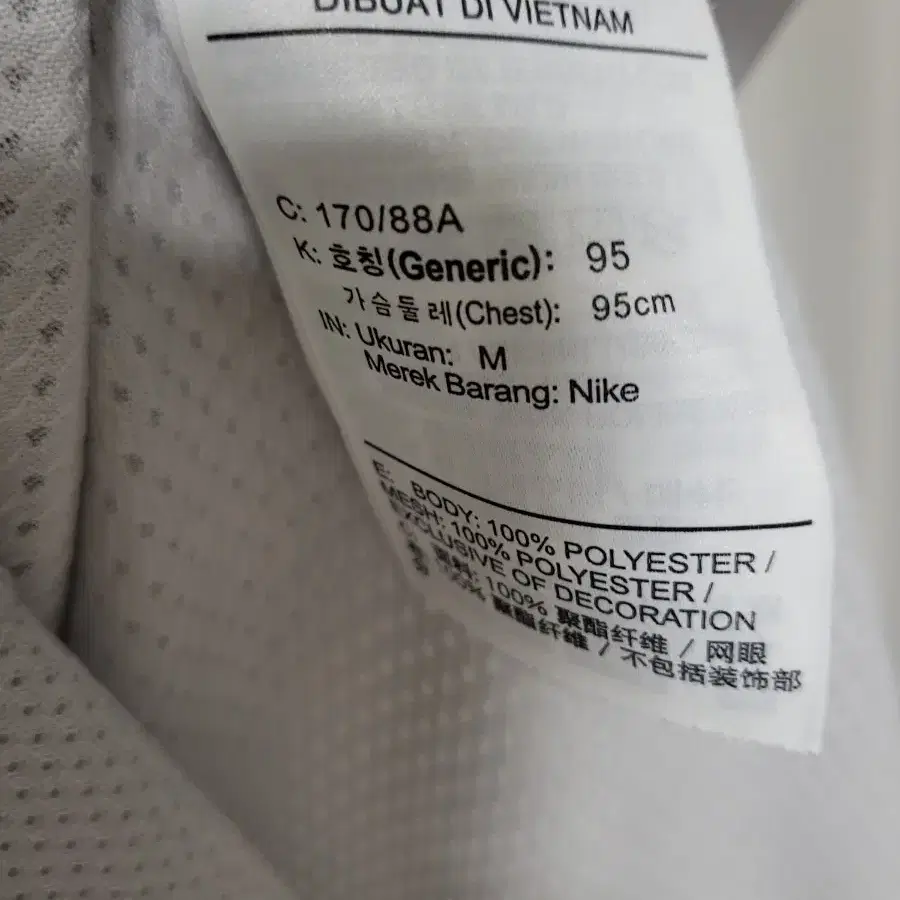 DIBUAT DI VIETNAM
C: 170/88A
K: 호칭(Generic): 95
가슴둘레(Chest): 95cm
IN: Ukuran: M
Merek Barang: Nike
E: BODY: 100% POLYESTER /
MESH: 100% POLYESTER /
EXCLUSIVE OF DECORATION
面料: 100% 聚酯纤维 / 网眼
100% 聚酯纤维 / 不包括装饰部